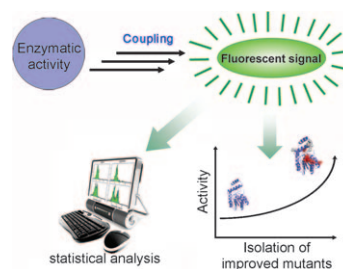 Enzymatic
activity
Coupling
Fluorescent signal
statistical analysis
Activity
Isolation of
improved mutants